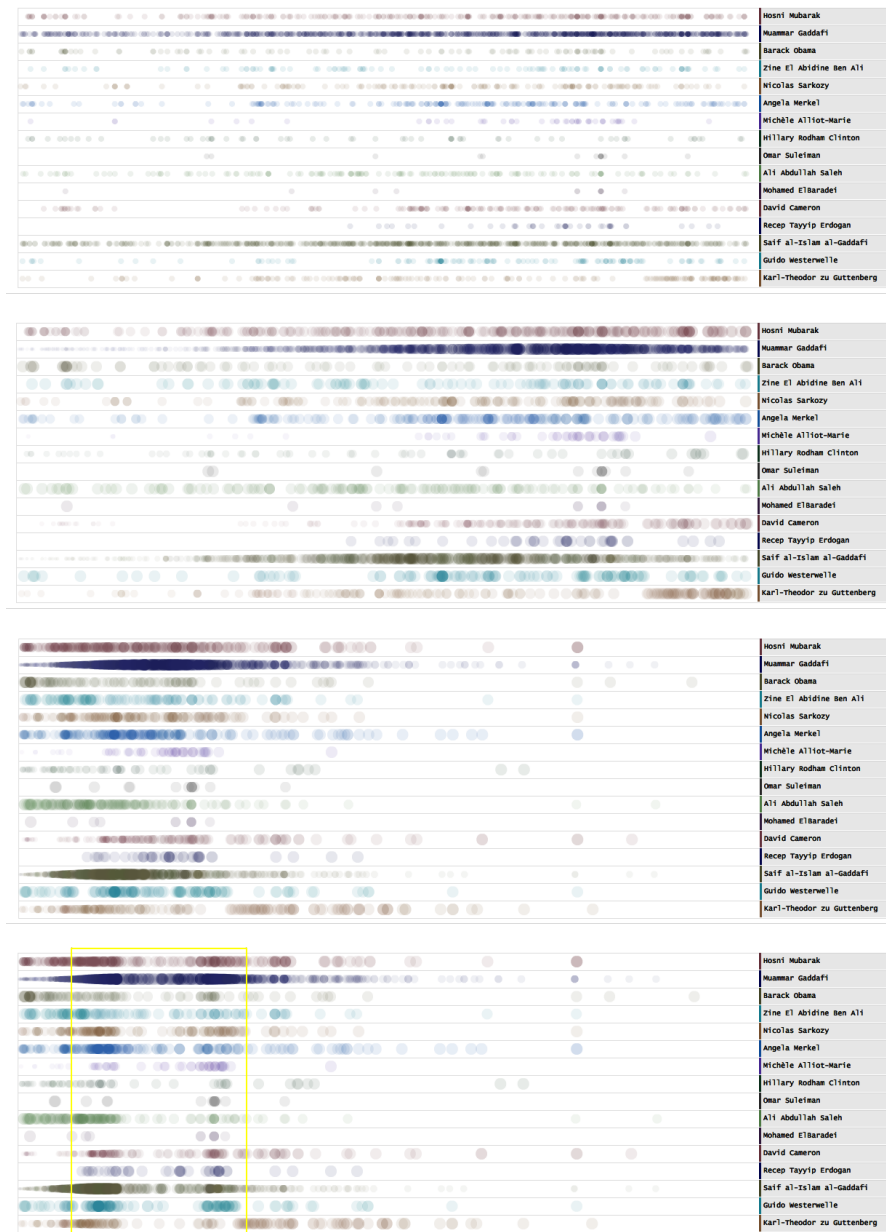 Hosni Mubarak
Muammar Gaddafi
Barack Obama
Zine El Abidine Ben Ali
Nicolas Sarkozy
Angela Merkel
Michèle Alliot-Marie
Hillary Rodham Clinton
Omar Suleiman
Ali Abdullah Saleh
Mohamed ElBaradei
David Cameron
Recep Tayyip Erdogan
Saif al-Islam al-Gaddafi
Guido Westerwelle
Karl-Theodor zu Guttenberg
Hosni Mubarak
Muammar Gaddafi
Barack Obama
Zine El Abidine Ben Ali
Nicolas Sarkozy
Angela Merkel
Michèle Alliot-Marie
Hillary Rodham Clinton
Omar Suleiman
Ali Abdullah Saleh
Mohamed ElBaradei
David Cameron
Recep Tayyip Erdogan
Saif al-Islam al-Gaddafi
Guido Westerwelle
Karl-Theodor zu Guttenberg
Hosni Mubarak
Muammar Gaddafi
Barack Obama
Zine El Abidine Ben Ali
Nicolas Sarkozy
Angela Merkel
Michèle Alliot-Marie
Hillary Rodham Clinton
Omar Suleiman
Ali Abdullah Saleh
Mohamed ElBaradei
David Cameron
Recep Tayyip Erdogan
Saif al-Islam al-Gaddafi
Guido Westerwelle
Karl-Theodor zu Guttenberg
Hosni Mubarak
Muammar Gaddafi
Barack Obama
Zine El Abidine Ben Ali
Nicolas Sarkozy
Angela Merkel
Michèle Alliot-Marie
Hillary Rodham Clinton
Omar Suleiman
Ali Abdullah Saleh
Mohamed ElBaradei
David Cameron
Recep Tayyip Erdogan
Saif al-Islam al-Gaddafi
Guido Westerwelle
Karl-Theodor zu Guttenberg